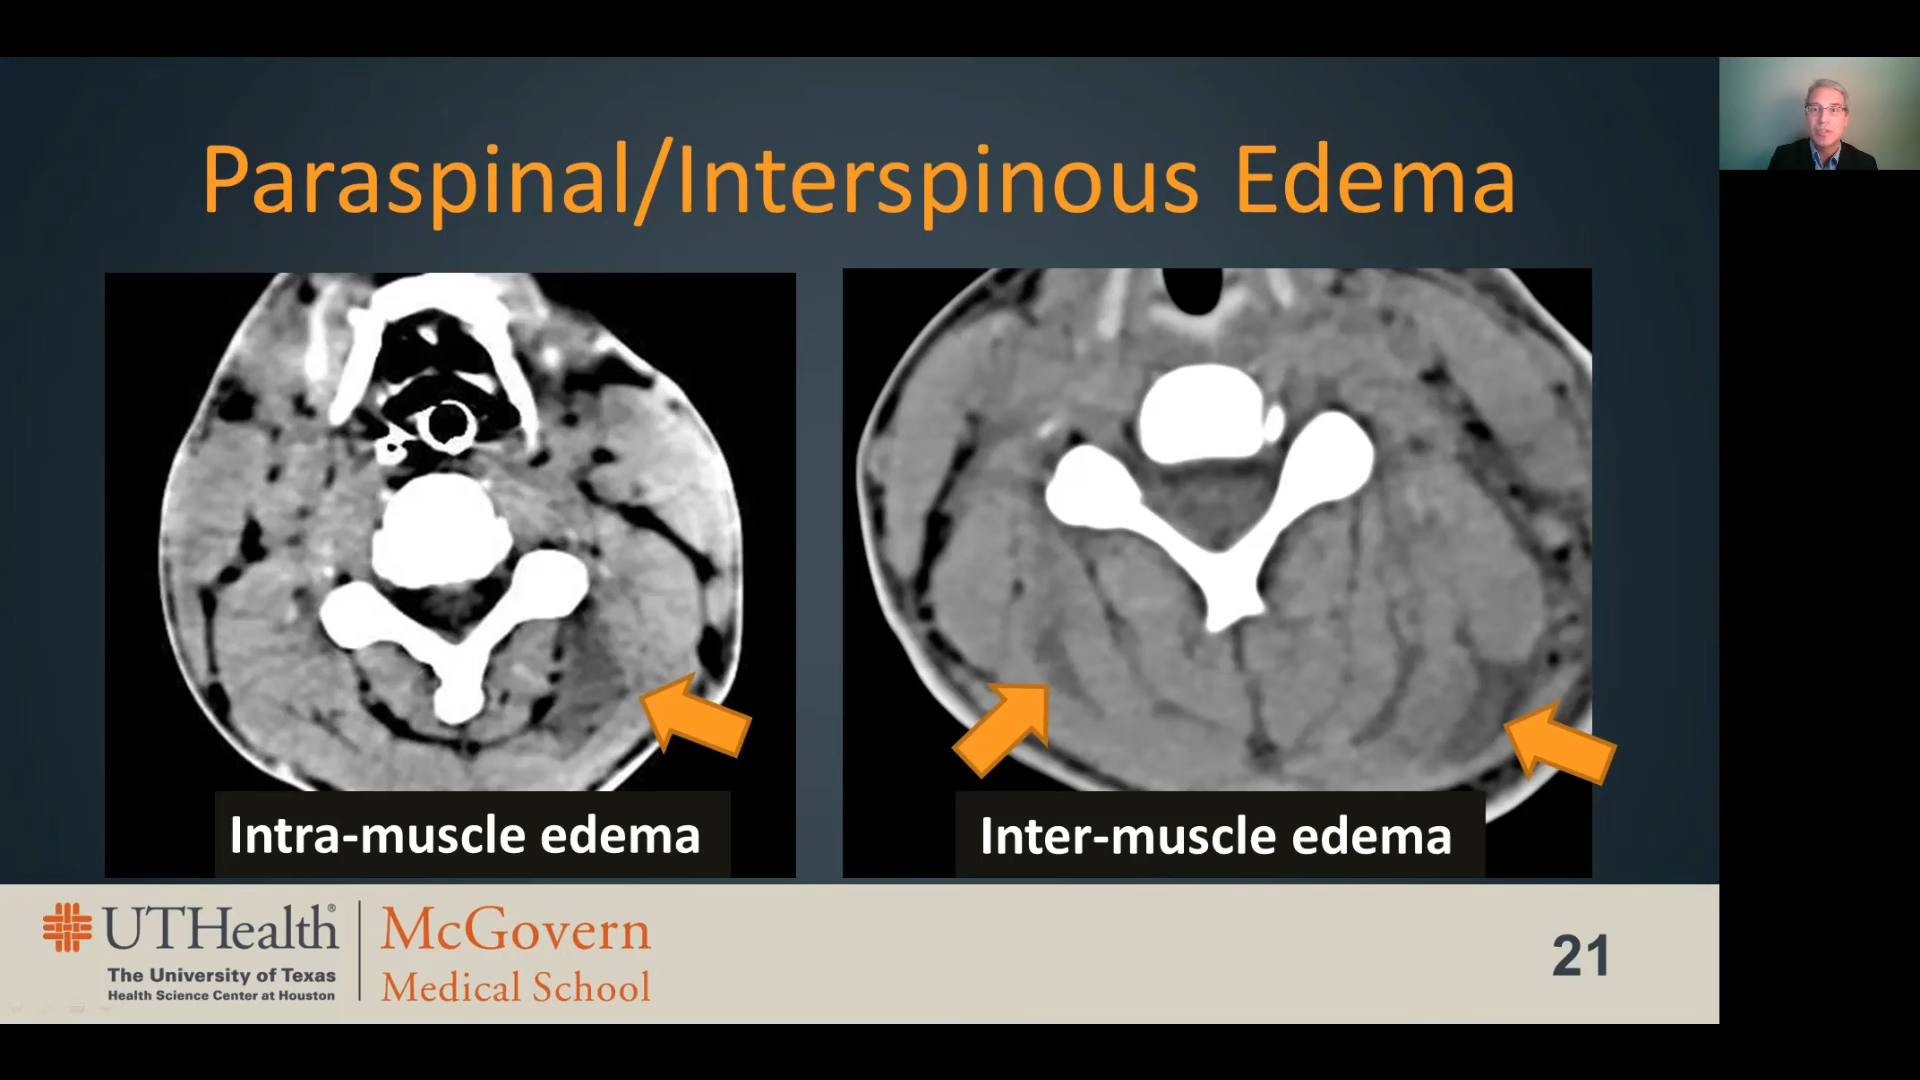 Paraspinal/Interspinous Edema
Intra-muscle edema
Inter-muscle edema
UTHealth®
The University of Texas
Health Science Center at Houston
McGovern
Medical School
21